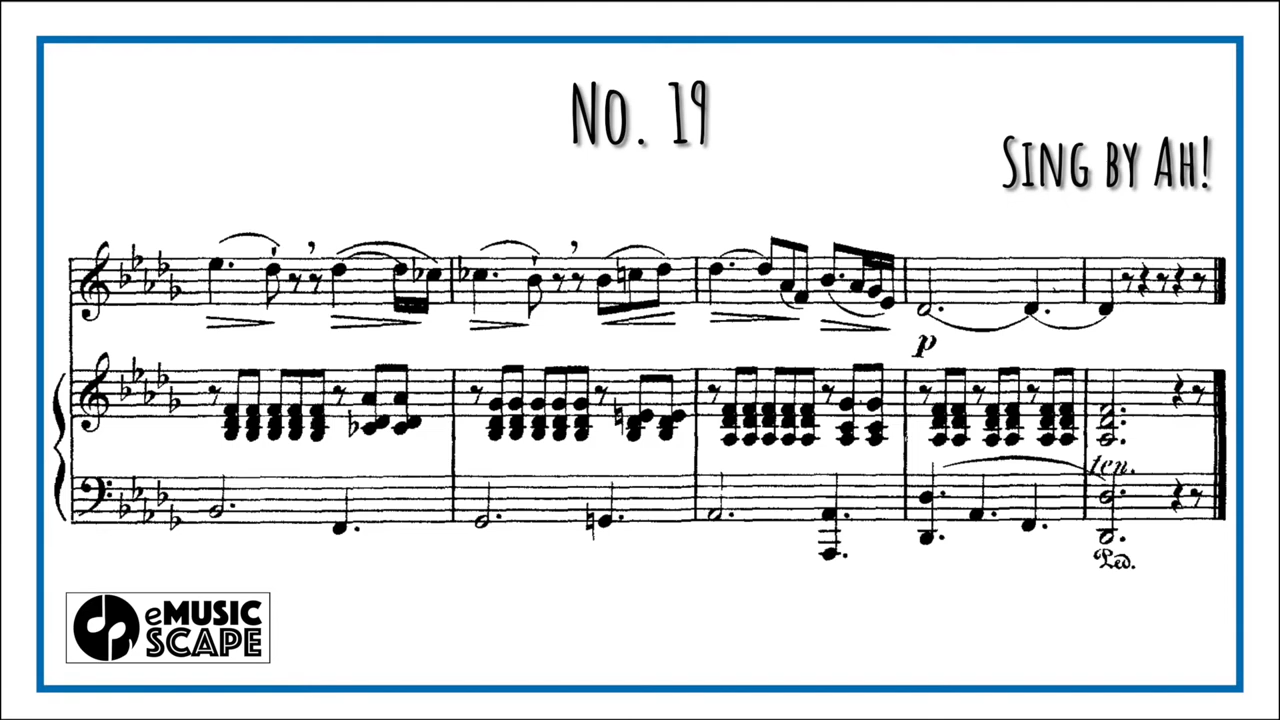 No. 19
Sing by Ah!
p
ten.
Ped.
eMUSIC
SCAPE